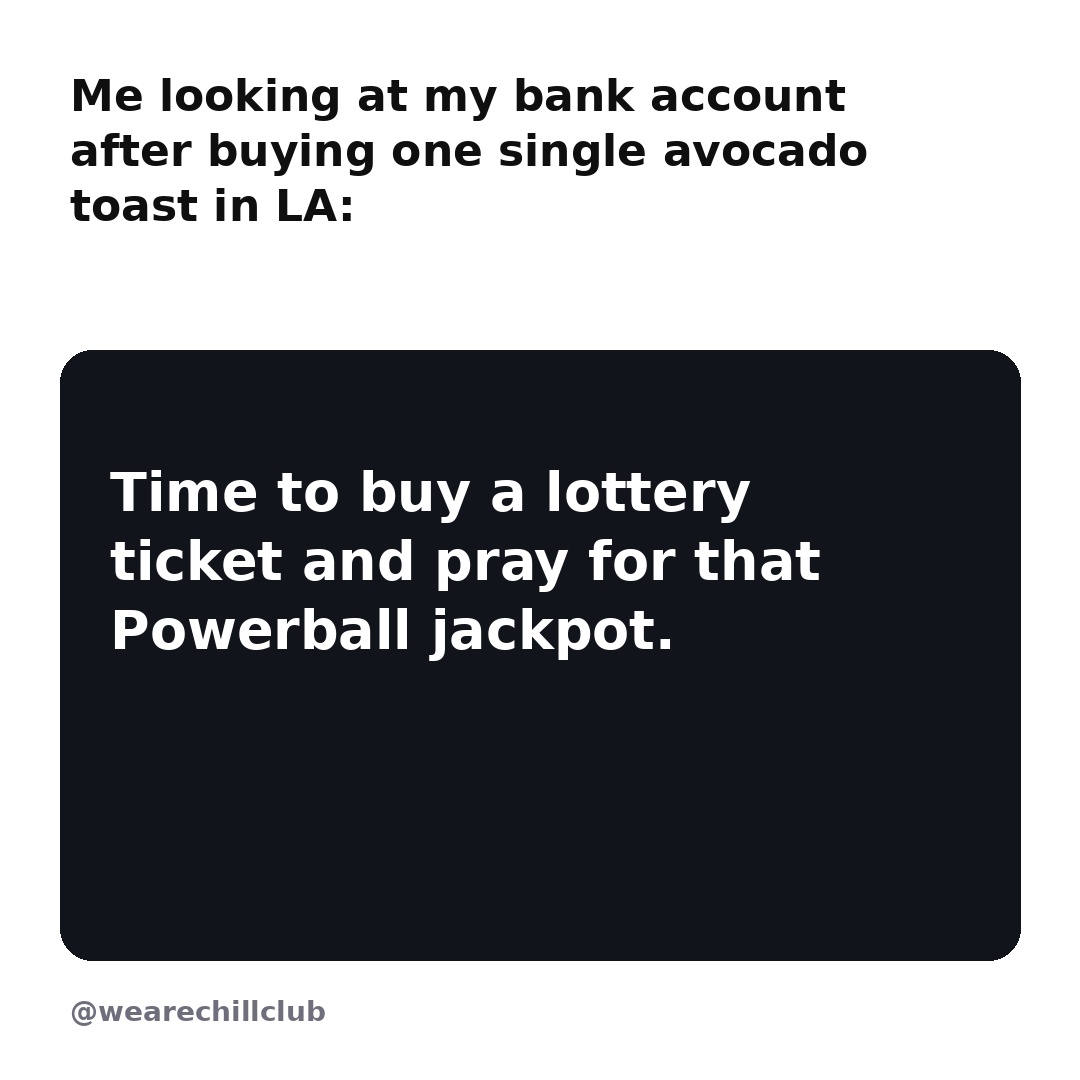 Me looking at my bank account
after buying one single avocado
toast in LA:
Time to buy a lottery
ticket and pray for that
Powerball jackpot.
@wearechillclub